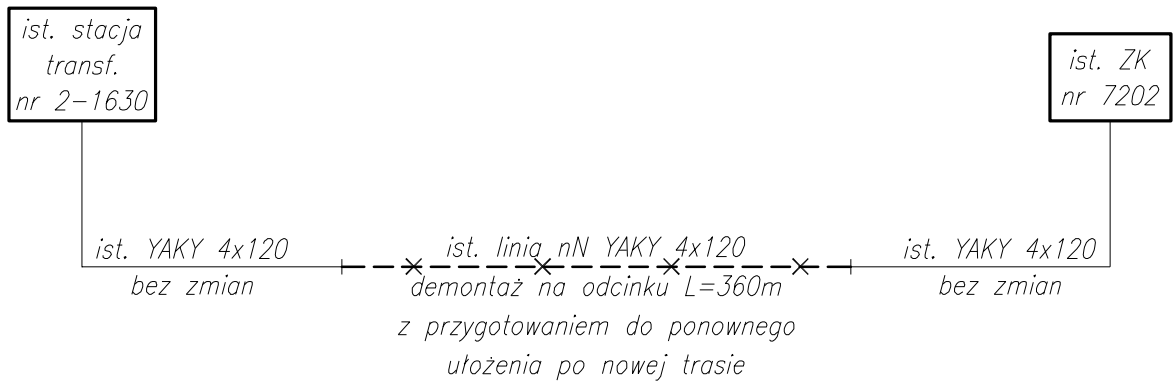 ist. stacja
transf.
nr 2-1630
ist. ZK
nr 7202
ist. YAKY 4x120
bez zmian
ist. linia nN YAKY 4x120
demontaż na odcinku L=360m
z przygotowaniem do ponownego
ułożenia po nowej trasie
ist. YAKY 4x120
bez zmian